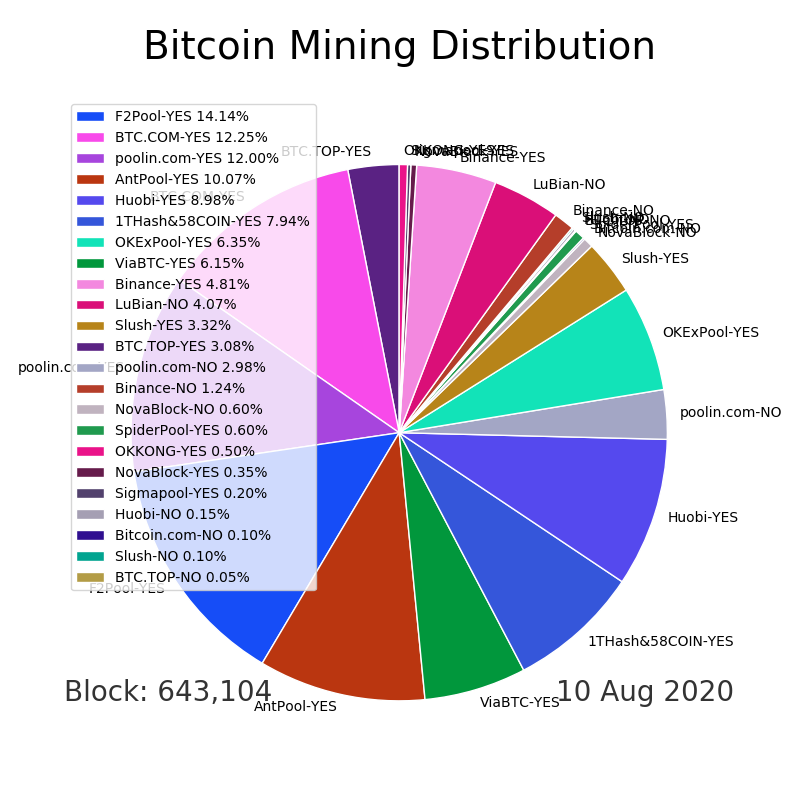 Bitcoin Mining Distribution
F2Pool-YES 14.14%
BTC.COM-YES 12.25%
poolin.com-YES 12.00%
AntPool-YES 10.07%
Huobi-YES 8.98%
1THash&58COIN-YES 7.94%
OKExPool-YES 6.35%
ViaBTC-YES 6.15%
Binance-YES 4.81%
LuBian-NO 4.07%
Slush-YES 3.32%
BTC.TOP-YES 3.08%
poolin.com-NO 2.98%
Binance-NO 1.24%
NovaBlock-NO 0.60%
SpiderPool-YES 0.60%
OKKONG-YES 0.50%
NovaBlock-YES 0.35%
Sigmapool-YES 0.20%
Huobi-NO 0.15%
Bitcoin.com-NO 0.10%
Slush-NO 0.10%
BTC.TOP-NO 0.05%
BTC.TOP-YES
OKKONG-YES
NovaBlock-YES
Binance-YES
LuBian-NO
Binance-NO
NovaBlock-NO
Slush-YES
OKExPool-YES
poolin.com-NO
Huobi-YES
1THash&58COIN-YES
ViaBTC-YES
AntPool-YES
F2Pool-YES
BTC.COM-YES
Block: 643,104
10 Aug 2020